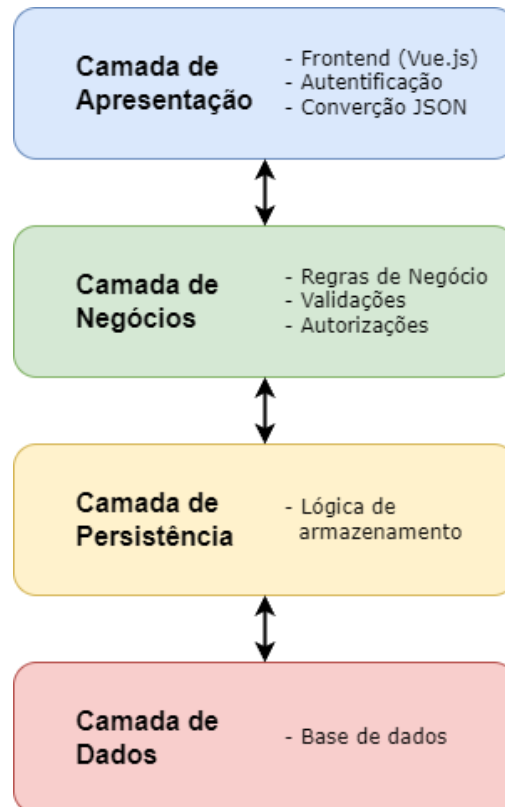 Camada de
Apresentação
- Frontend (Vue.js)
- Autentificação
- Converção JSON
Camada de
Negócios
- Regras de Negócio
- Validações
- Autorizações
Camada de
Persistência
- Lógica de
armazenamento
Camada de
Dados
- Base de dados